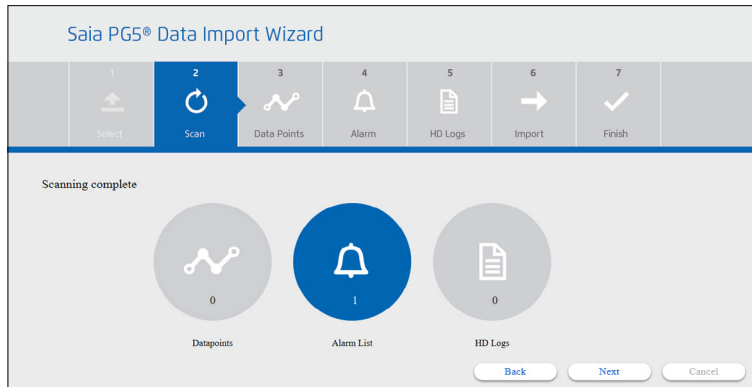 Saia PG5® Data Import Wizard
1 2 3 4 5 6 7
Select Scan Data Points Alarm HD Logs Import Finish
Scanning complete
0 1 0
Datapoints Alarm List HD Logs
Back Next Cancel